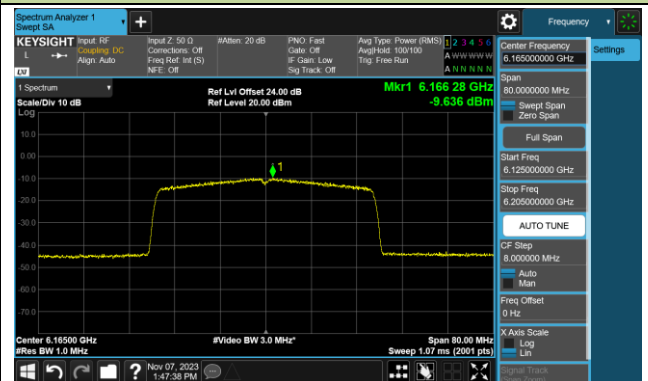 Spectrum Analyzer 1
Swept SA
Frequency
KEYSIGHT
Input: RF
Coupling: DC
Align: Auto
Input Z: 50 Ω
Corrections: Off
Freq Ref: Int (S)
NFE: Off
#Atten: 20 dB
PNO: Fast
Gate: Off
IF Gain: Low
Sig Track: Off
Avg Type: Power (RMS)
Avg|Hold: 100/100
Trig: Free Run
1 2 3 4 5 6
A W W W W W
A N N N N N
L
LXI
1 Spectrum
Scale/Div 10 dB
Log
Ref Lvl Offset 24.00 dB
Ref Level 20.00 dBm
Mkr1 6.166 28 GHz
-9.636 dBm
1
10.0
0.00
-10.0
-20.0
-30.0
-40.0
-50.0
-60.0
-70.0
Center 6.16500 GHz
#Res BW 1.0 MHz
#Video BW 3.0 MHz*
Span 80.00 MHz
Sweep 1.07 ms (2001 pts)
Nov 07, 2023
1:47:38 PM
Center Frequency
6.165000000 GHz
Settings
Span
80.0000000 MHz
Swept Span
Zero Span
Full Span
Start Freq
6.125000000 GHz
Stop Freq
6.205000000 GHz
AUTO TUNE
CF Step
8.000000 MHz
Auto
Man
Freq Offset
0 Hz
X Axis Scale
Log
Lin
Signal Track